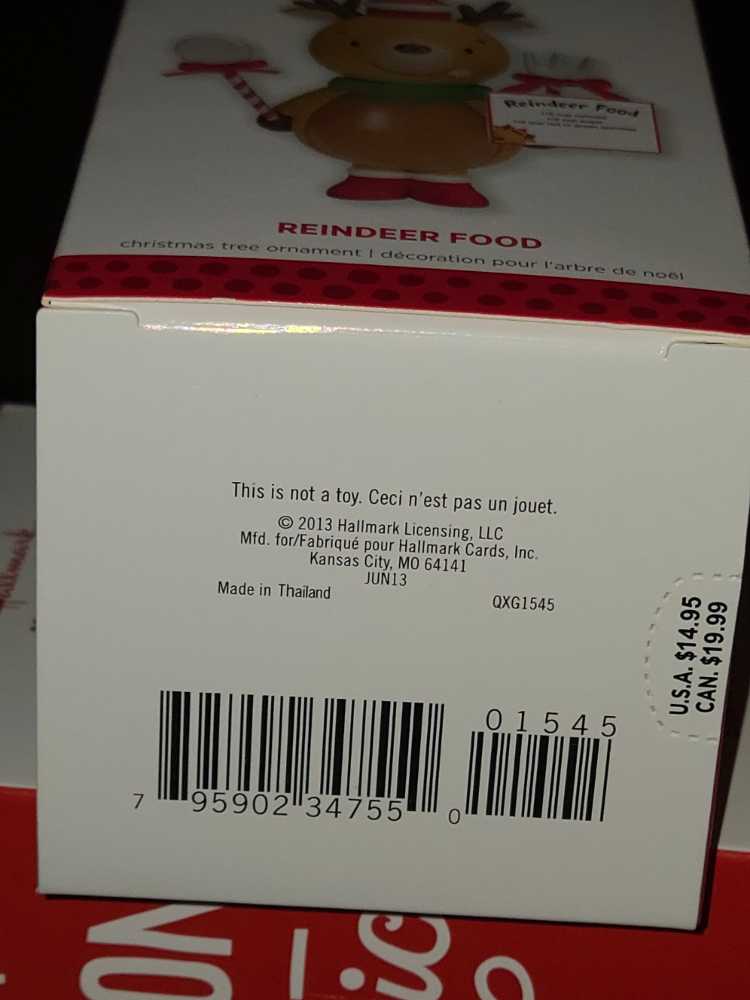 Reindeer Food
REINDEER FOOD
christmas tree ornament | décoration pour l'arbre de noël
This is not a toy. Ceci n'est pas un jouet.
© 2013 Hallmark Licensing, LLC
Mfd. for/Fabriqué pour Hallmark Cards, Inc.
Kansas City, MO 64141
JUN13
Made in Thailand
QXG1545
U.S.A. $14.95
CAN. $19.99
01545
7 95902 34755 0
Hallmark
ON